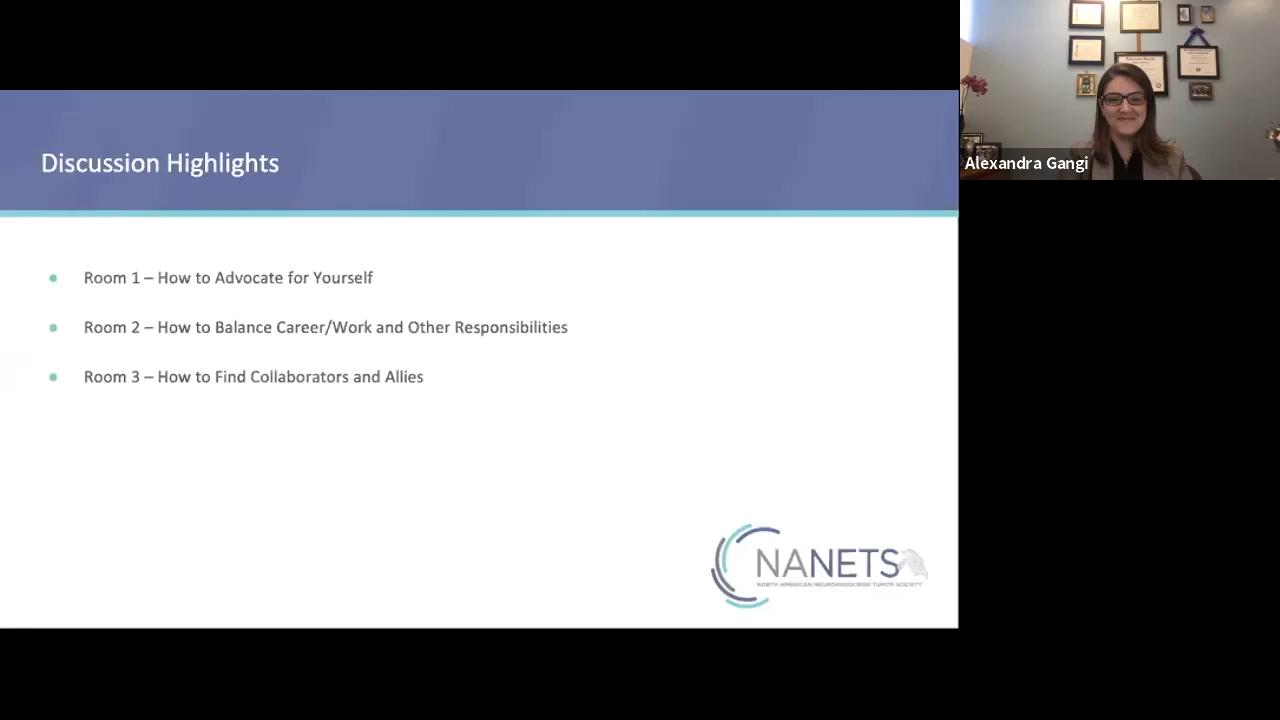 Discussion Highlights
Room 1 – How to Advocate for Yourself
Room 2 – How to Balance Career/Work and Other Responsibilities
Room 3 – How to Find Collaborators and Allies
NANETS
NORTH AMERICAN NEUROENDOCRINE TUMOR SOCIETY
Alexandra Gangi